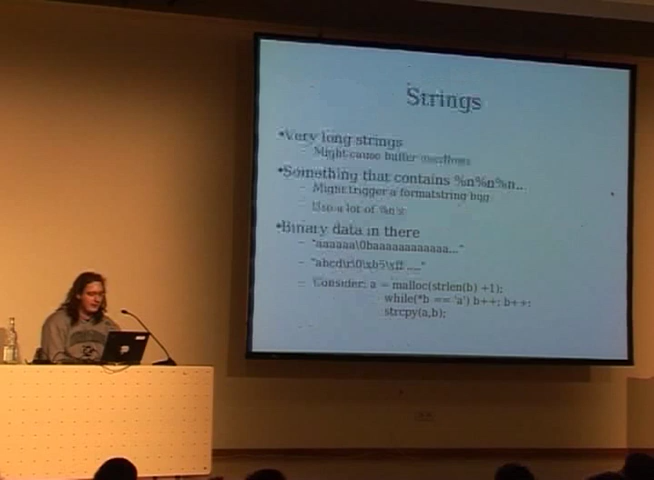 Strings
•Very long strings
– Might cause buffer overflows
•Something that contains %n%n%n...
– Might trigger a formatstring bug
– Use a lot of %n's
•Binary data in there
– "aaaaaa\0baaaaaaaaaaaa..."
– "abcd\r\0\xb5\xff ....."
– Consider: a = malloc(strlen(b) +1);
while(*b == 'a') b++; b++;
strcpy(a,b);